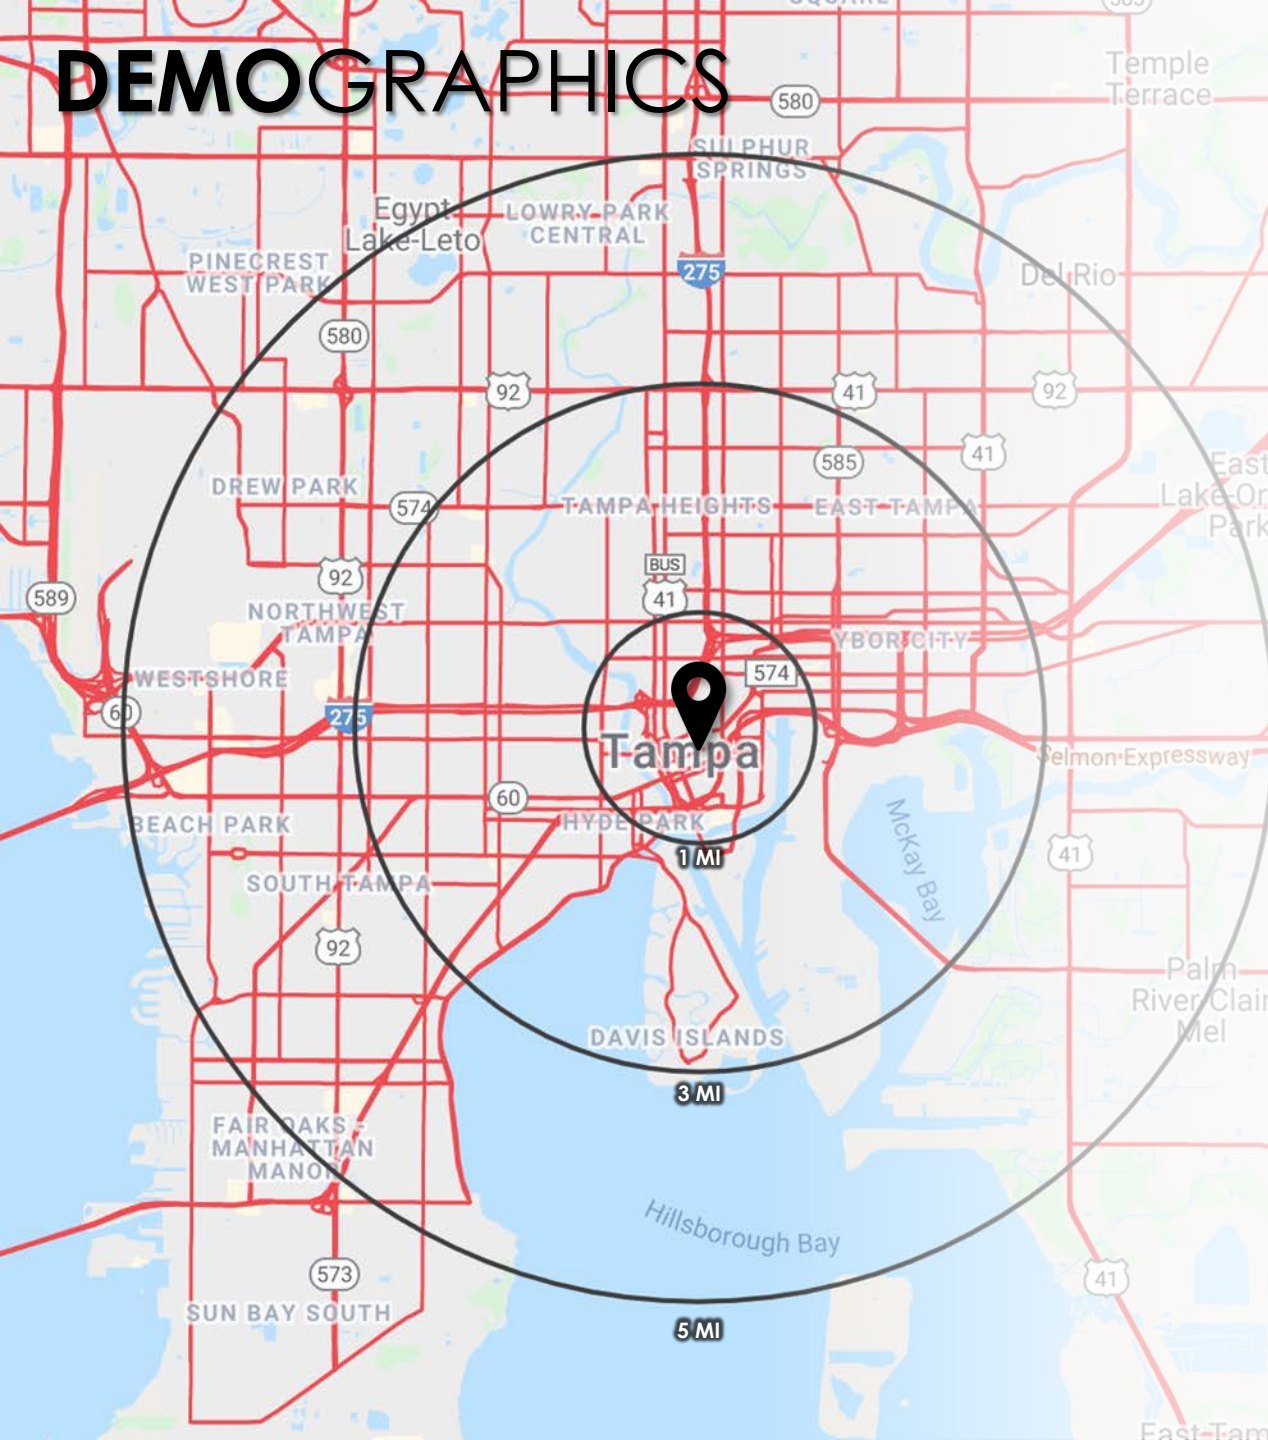 SQUARE
DEMOGRAPHICS
Temple
Terrace
580
SULPHUR
SPRINGS
Egypt
Lake-Leto
LOWRY PARK
CENTRAL
PINECREST
WEST PARK
275
Del Rio
580
92
41
92
41
585
East
Lake-Or
Park
DREW PARK
574
TAMPA HEIGHTS
EAST TAMPA
BUS
41
92
589
NORTHWEST
TAMPA
YBOR CITY
WESTSHORE
574
60
275
Tampa
Selmon Expressway
60
BEACH PARK
HYDE PARK
McKay Bay
1 MI
41
SOUTH TAMPA
92
Palm
River-Clair
Mel
DAVIS ISLANDS
3 MI
FAIR OAKS -
MANHATTAN
MANOR
Hillsborough Bay
573
41
SUN BAY SOUTH
5 MI
East Tam